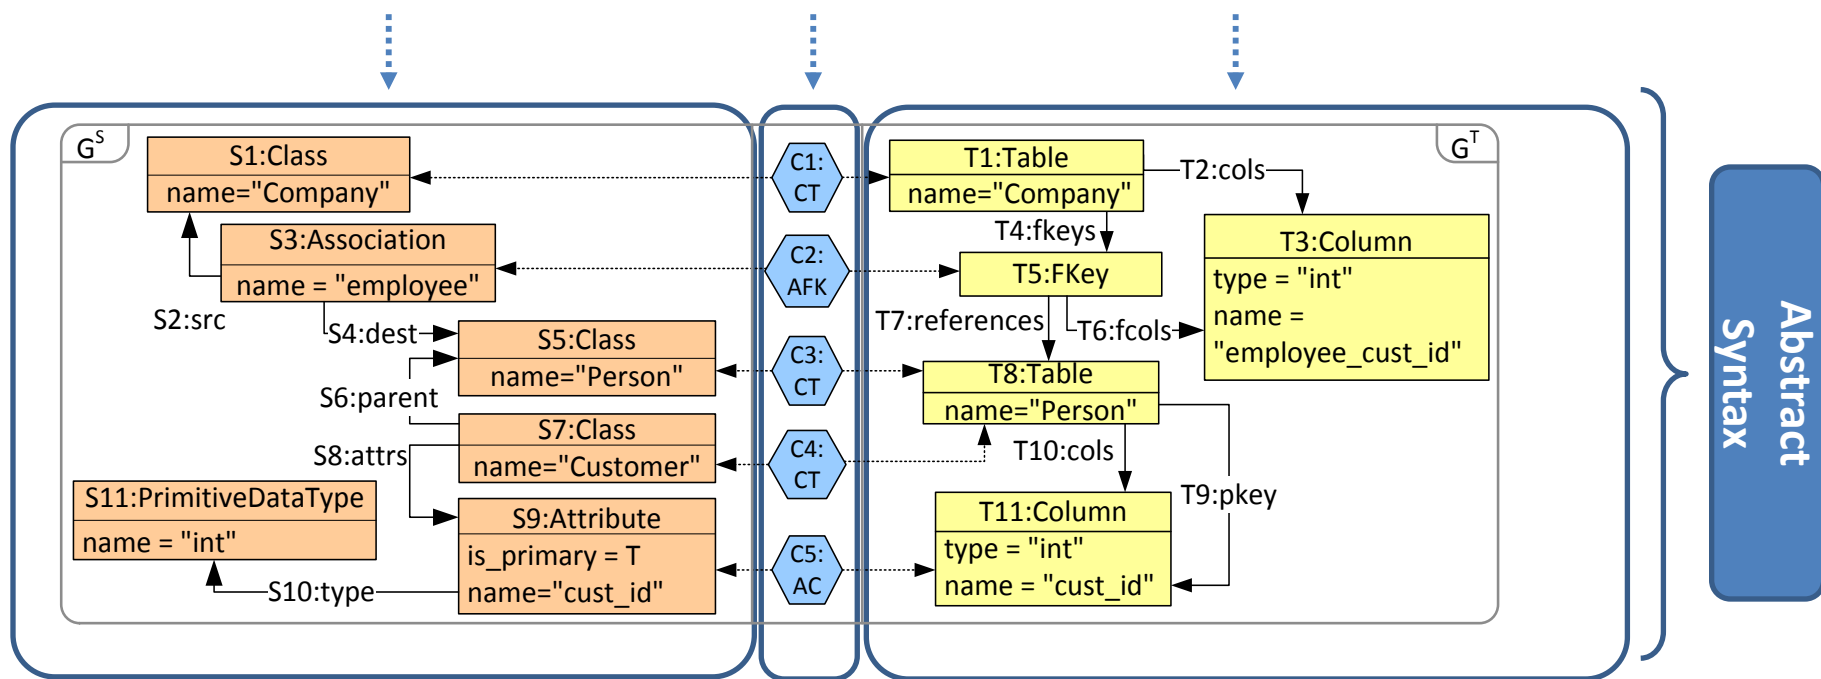 G^S
S1:Class
name="Company"
S3:Association
name = "employee"
S2:src
S4:dest
S5:Class
name="Person"
S6:parent
S7:Class
name="Customer"
S8:attrs
S11:PrimitiveDataType
name = "int"
S9:Attribute
is_primary = T
name="cust_id"
S10:type
C1:
CT
C2:
AFK
C3:
CT
C4:
CT
C5:
AC
G^T
T1:Table
name="Company"
T2:cols
T4:fkeys
T3:Column
type = "int"
name =
"employee_cust_id"
T5:FKey
T7:references
T6:fcols
T8:Table
name="Person"
T10:cols
T9:pkey
T11:Column
type = "int"
name = "cust_id"
Abstract
Syntax